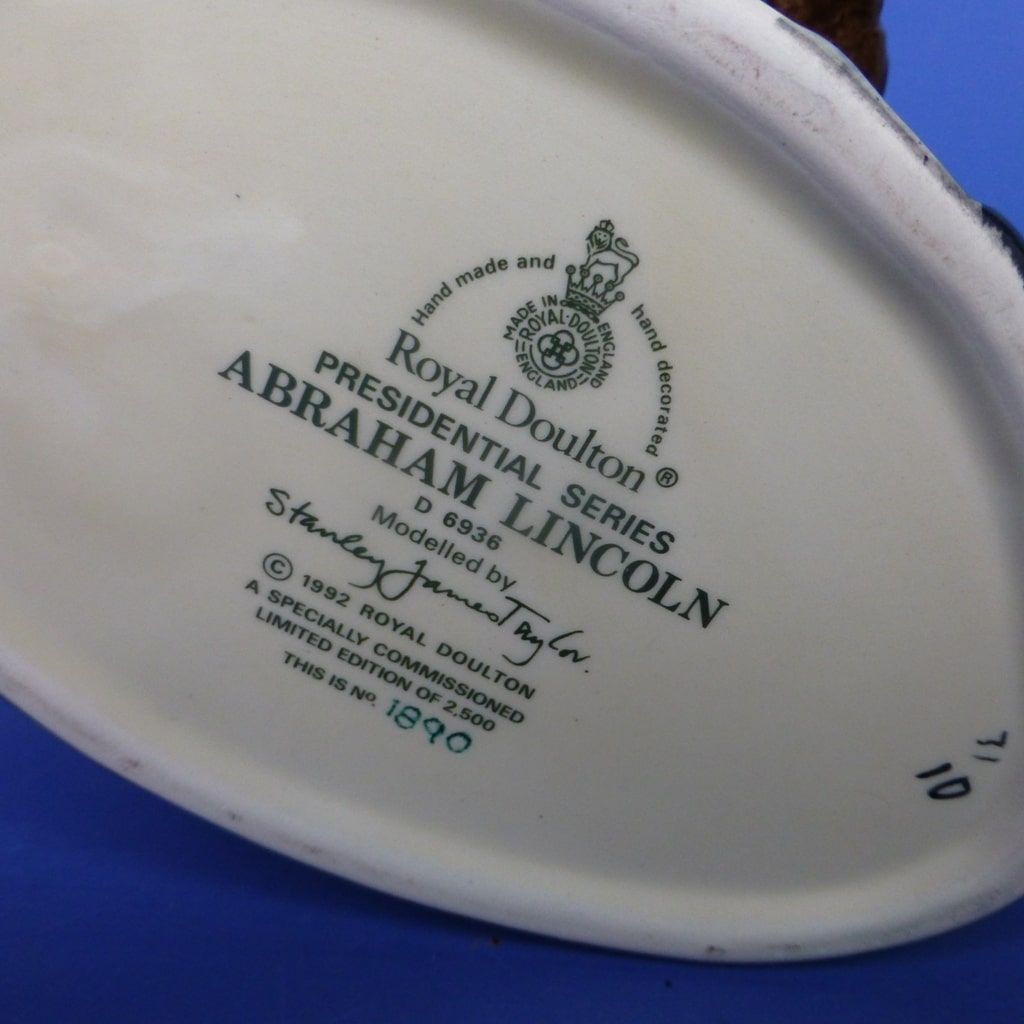 Hand made and hand decorated
MADE IN ENGLAND
ROYAL·DOULTON
ENGLAND
Royal Doulton ®
PRESIDENTIAL SERIES
ABRAHAM LINCOLN
D 6936
Modelled by
Stanley James Taylor.
© 1992 ROYAL DOULTON
A SPECIALLY COMMISSIONED
LIMITED EDITION OF 2,500
THIS IS Nº. 1890
10